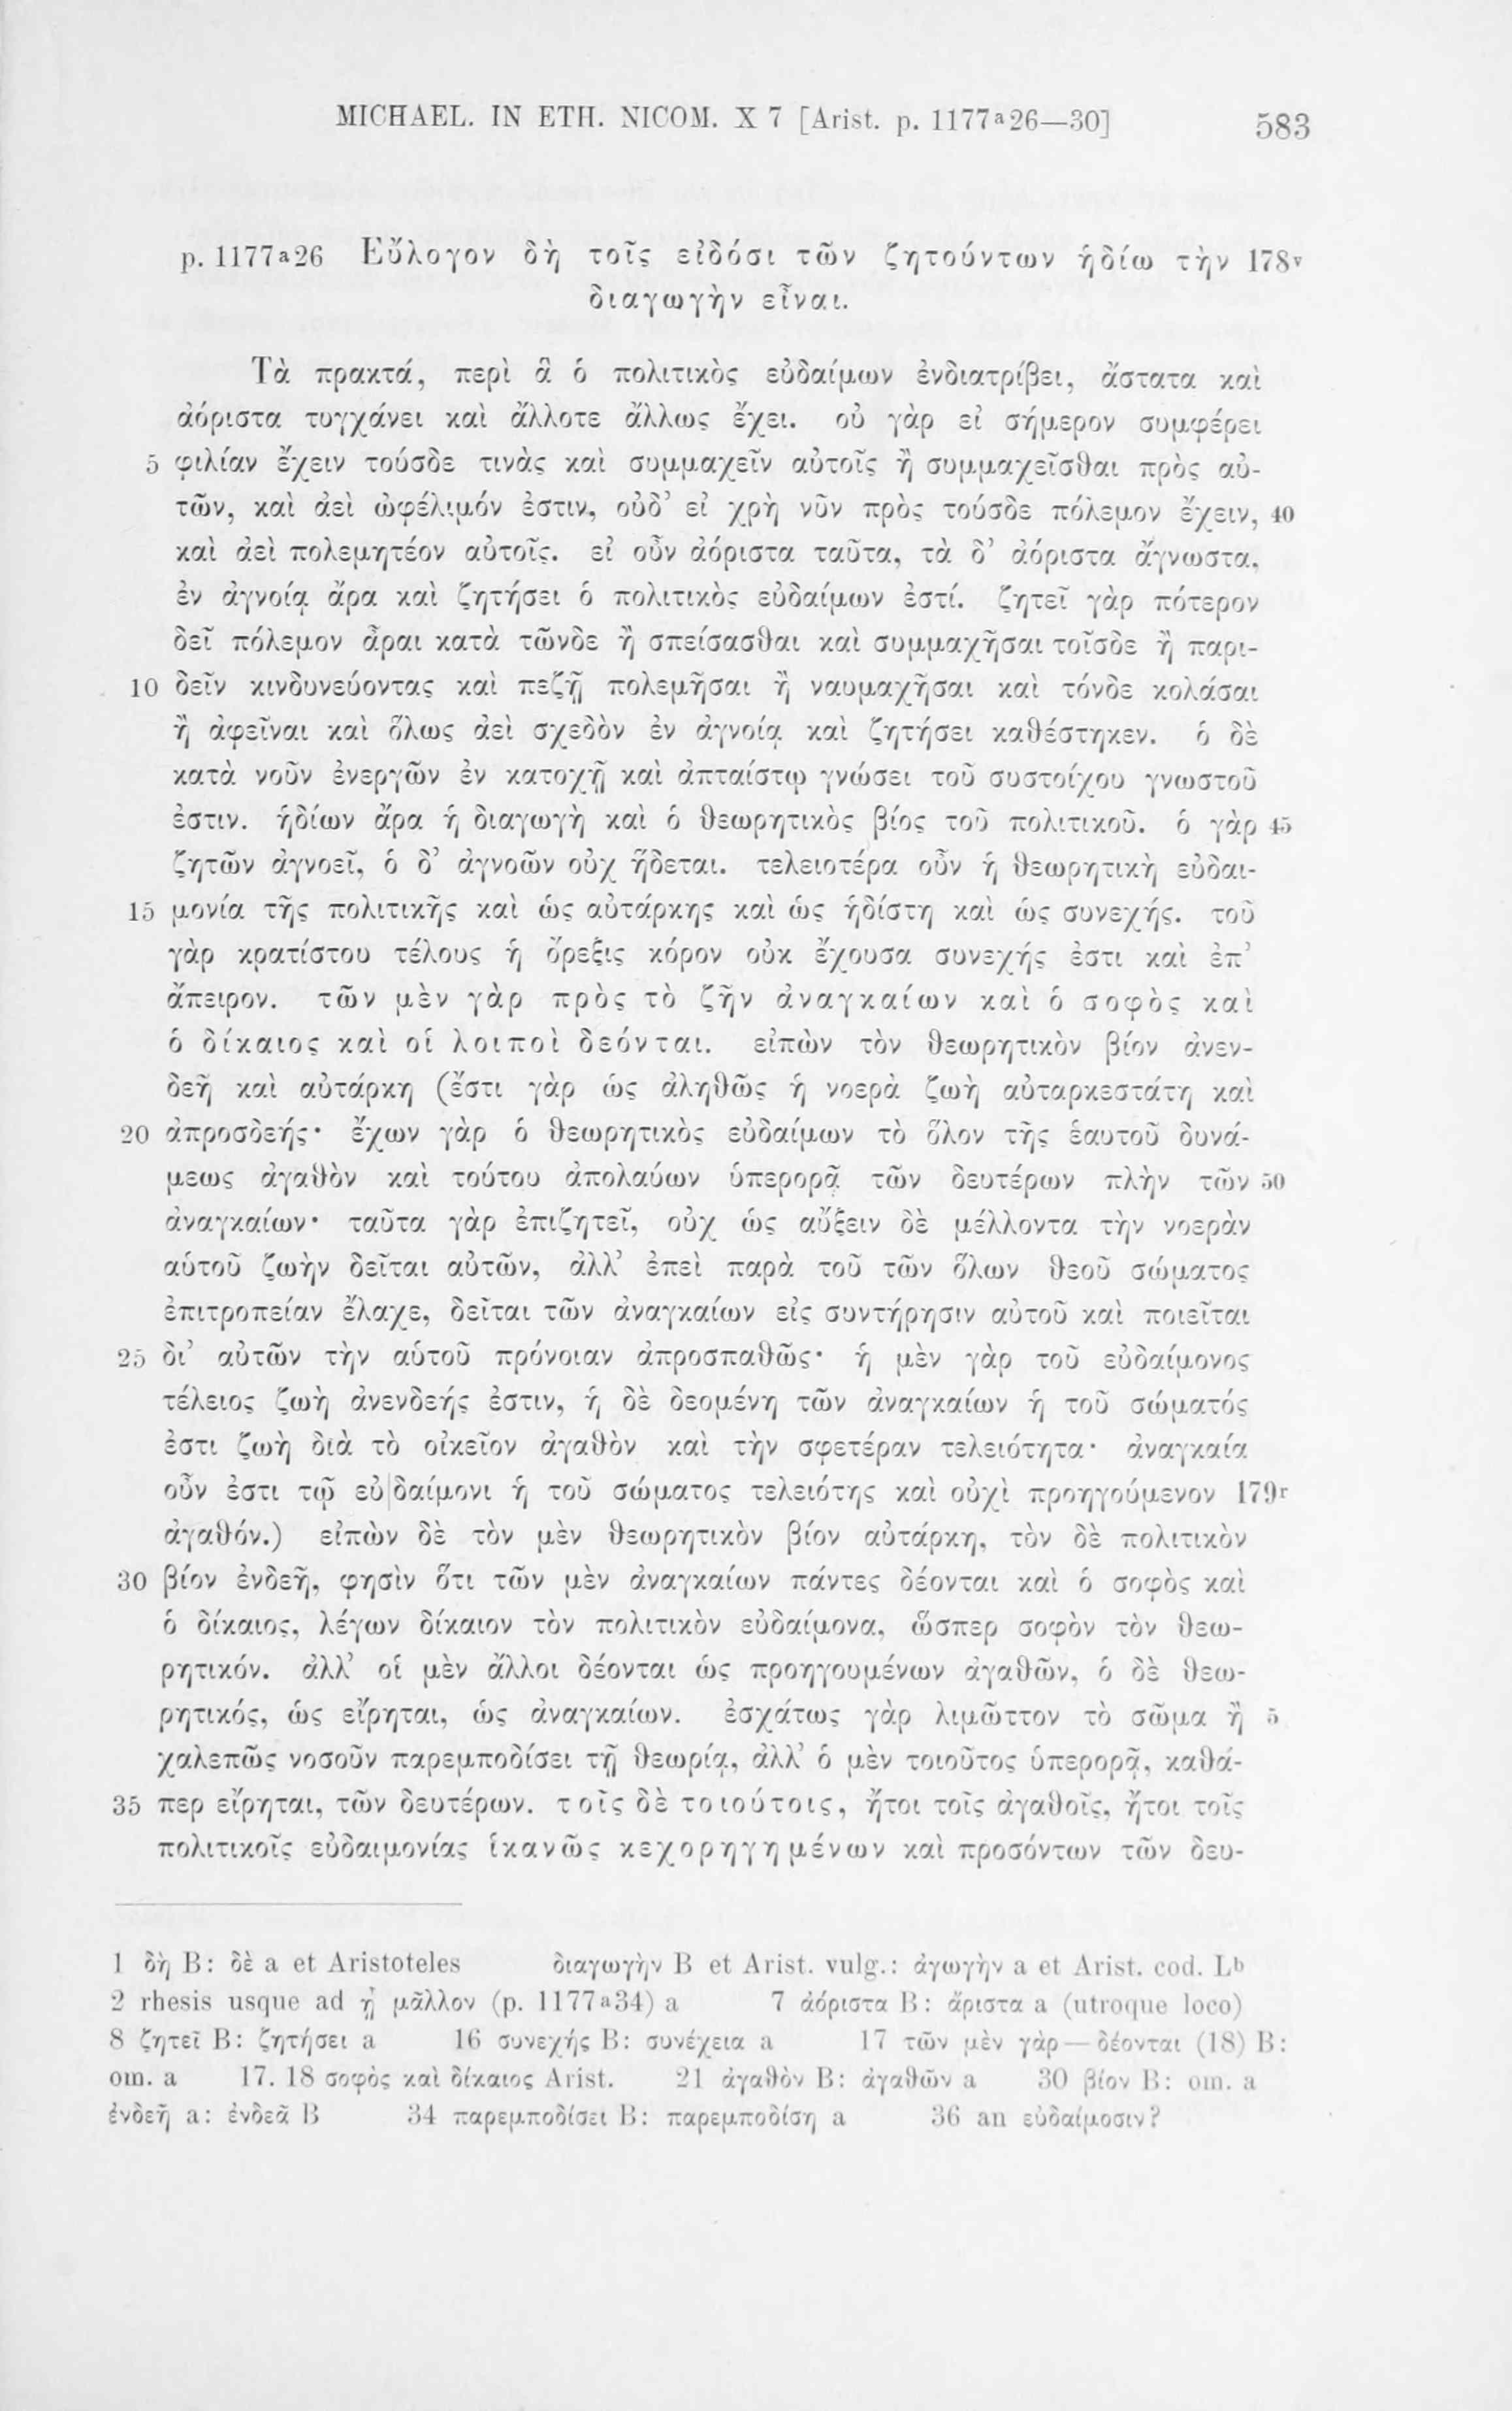 MICHAEL. IN ETH. NICOM. X 7 [Arist. p. 1177a26—30] 583
p. 1177a26 Εὔλογον δὴ τοῖς εἰδόσι τῶν ζητούντων ἡδίω τὴν 178v
διαγωγὴν εἶναι.
Τὰ πρακτά, περὶ ἃ ὁ πολιτικὸς εὐδαίμων ἐνδιατρίβει, ἄστατα καὶ
ἀόριστα τυγχάνει καὶ ἄλλοτε ἄλλως ἔχει. οὐ γὰρ εἰ σήμερον συμφέρει
5 φιλίαν ἔχειν τούσδε τινὰς καὶ συμμαχεῖν αὐτοῖς ἢ συμμαχεῖσθαι πρὸς αὐ-
τῶν, καὶ ἀεὶ ὠφέλιμόν ἐστιν, οὐδ’ εἰ χρὴ νῦν πρὸς τούσδε πόλεμον ἔχειν, 40
καὶ ἀεὶ πολεμητέον αὐτοῖς. εἰ οὖν ἀόριστα ταῦτα, τὰ δ’ ἀόριστα ἄγνωστα,
ἐν ἀγνοίᾳ ἄρα καὶ ζητήσει ὁ πολιτικὸς εὐδαίμων ἐστί. ζητεῖ γὰρ πότερον
δεῖ πόλεμον ἆραι κατὰ τῶνδε ἢ σπείσασθαι καὶ συμμαχῆσαι τοῖσδε ἢ παρι-
10 δεῖν κινδυνεύοντας καὶ πεζῇ πολεμῆσαι ἢ ναυμαχῆσαι καὶ τόνδε κολάσαι
ἢ ἀφεῖναι καὶ ὅλως ἀεὶ σχεδὸν ἐν ἀγνοίᾳ καὶ ζητήσει καθέστηκεν. ὁ δὲ
κατὰ νοῦν ἐνεργῶν ἐν κατοχῇ καὶ ἀπταίστῳ γνώσει τοῦ συστοίχου γνωστοῦ
ἐστιν. ἡδίων ἄρα ἡ διαγωγὴ καὶ ὁ θεωρητικὸς βίος τοῦ πολιτικοῦ. ὁ γὰρ 45
ζητῶν ἀγνοεῖ, ὁ δ’ ἀγνοῶν οὐχ ἥδεται. τελειοτέρα οὖν ἡ θεωρητικὴ εὐδαι-
15 μονία τῆς πολιτικῆς καὶ ὡς αὐτάρκης καὶ ὡς ἡδίστη καὶ ὡς συνεχής. τοῦ
γὰρ κρατίστου τέλους ἡ ὄρεξις κόρον οὐκ ἔχουσα συνεχής ἐστι καὶ ἐπ’
ἄπειρον. τῶν μὲν γὰρ πρὸς τὸ ζῆν ἀναγκαίων καὶ ὁ σοφὸς καὶ
ὁ δίκαιος καὶ οἱ λοιποὶ δεόνται. εἰπὼν τὸν θεωρητικὸν βίον ἀνεν-
δεῆ καὶ αὐτάρκη (ἔστι γὰρ ὡς ἀληθῶς ἡ νοερὰ ζωὴ αὐταρκεστάτη καὶ
20 ἀπροσδεής· ἔχων γὰρ ὁ θεωρητικὸς εὐδαίμων τὸ ὅλον τῆς ἑαυτοῦ δυνά-
μεως ἀγαθὸν καὶ τούτου ἀπολαύων ὑπερορᾷ τῶν δευτέρων πλὴν τῶν 50
ἀναγκαίων· ταῦτα γὰρ ἐπιζητεῖ, οὐχ ὡς αὔξειν δὲ μέλλοντα τὴν νοερὰν
αὑτοῦ ζωὴν δεῖται αὐτῶν, ἀλλ’ ἐπεὶ παρὰ τοῦ τῶν ὅλων θεοῦ σώματος
ἐπιτροπείαν ἔλαχε, δεῖται τῶν ἀναγκαίων εἰς συντήρησιν αὐτοῦ καὶ ποιεῖται
25 δι’ αὐτῶν τὴν αὑτοῦ πρόνοιαν ἀπροσπαθῶς· ἡ μὲν γὰρ τοῦ εὐδαίμονος
τέλειος ζωὴ ἀνενδεής ἐστιν, ἡ δὲ δεομένη τῶν ἀναγκαίων ἡ τοῦ σώματός
ἐστι ζωὴ διὰ τὸ οἰκεῖον ἀγαθὸν καὶ τὴν σφετέραν τελειότητα· ἀναγκαία
οὖν ἐστι τῷ εὐ|δαίμονι ἡ τοῦ σώματος τελειότης καὶ οὐχὶ προηγούμενον 179r
ἀγαθόν.) εἰπὼν δὲ τὸν μὲν θεωρητικὸν βίον αὐτάρκη, τὸν δὲ πολιτικὸν
30 βίον ἐνδεῆ, φησὶν ὅτι τῶν μὲν ἀναγκαίων πάντες δέονται καὶ ὁ σοφὸς καὶ
ὁ δίκαιος, λέγων δίκαιον τὸν πολιτικὸν εὐδαίμονα, ὥσπερ σοφὸν τὸν θεω-
ρητικόν. ἀλλ’ οἱ μὲν ἄλλοι δέονται ὡς προηγουμένων ἀγαθῶν, ὁ δὲ θεω-
ρητικός, ὡς εἴρηται, ὡς ἀναγκαίων. ἐσχάτως γὰρ λιμῶττον τὸ σῶμα ἢ 5
χαλεπῶς νοσοῦν παρεμποδίσει τῇ θεωρίᾳ, ἀλλ’ ὁ μὲν τοιοῦτος ὑπερορᾷ, καθά-
35 περ εἴρηται, τῶν δευτέρων. τοῖς δὲ τοιούτοις, ἤτοι τοῖς ἀγαθοῖς, ἤτοι τοῖς
πολιτικοῖς εὐδαιμονίας ἱκανῶς κεχορηγημένων καὶ προσόντων τῶν δευ-
1 δὴ B: δὲ a et Aristoteles διαγωγὴν B et Arist. vulg.: ἀγωγὴν a et Arist. cod. Lb
2 rhesis usque ad ᾖ μᾶλλον (p. 1177a34) a 7 ἀόριστα B: ἄριστα a (utroque loco)
8 ζητεῖ B: ζητήσει a 16 συνεχής B: συνέχεια a 17 τῶν μὲν γὰρ — δέονται (18) B:
om. a 17. 18 σοφὸς καὶ δίκαιος Arist. 21 ἀγαθὸν B: ἀγαθῶν a 30 βίον B: om. a
ἐνδεῆ a: ἐνδεᾶ B 34 παρεμποδίσει B: παρεμποδίσῃ a 36 an εὐδαίμοσιν?